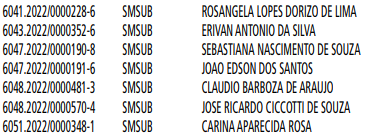 6041.2022/0000228-6 SMSUB ROSANGELA LOPES DORIZO DE LIMA
6043.2022/0000352-6 SMSUB ERIVAN ANTONIO DA SILVA
6047.2022/0000190-8 SMSUB SEBASTIANA NASCIMENTO DE SOUZA
6047.2022/0000191-6 SMSUB JOAO EDSON DOS SANTOS
6048.2022/0000481-3 SMSUB CLAUDIO BARBOZA DE ARAUJO
6048.2022/0000570-4 SMSUB JOSE RICARDO CICCOTTI DE SOUZA
6051.2022/0000348-1 SMSUB CARINA APARECIDA ROSA